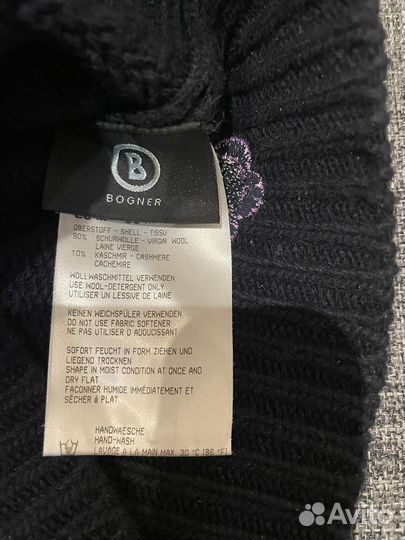 B
BOGNER
OBERSTOFF - SHELL - TISSU
90% SCHURWOLLE - VIRGIN WOOL
LAINE VIERGE
10% KASCHMIR - CASHMERE
CACHEMIRE
WOLLWASCHMITTEL VERWENDEN
USE WOOL-DETERGENT ONLY
UTILISER UN LESSIVE DE LAINE
KEINEN WEICHSPÜLER VERWENDEN
DO NOT USE FABRIC SOFTENER
NE PAS UTILISER D'ADOUCISSANT
SOFORT FEUCHT IN FORM ZIEHEN UND
LIEGEND TROCKNEN
SHAPE IN MOIST CONDITION AT ONCE AND
DRY FLAT
FACONNER HUMIDE IMMÉDIATEMENT ET
SÉCHER À PLAT
HANDWAESCHE
HAND-WASH
LAVAGE A LA MAIN MAX. 30 °C (86 °F)
Avito